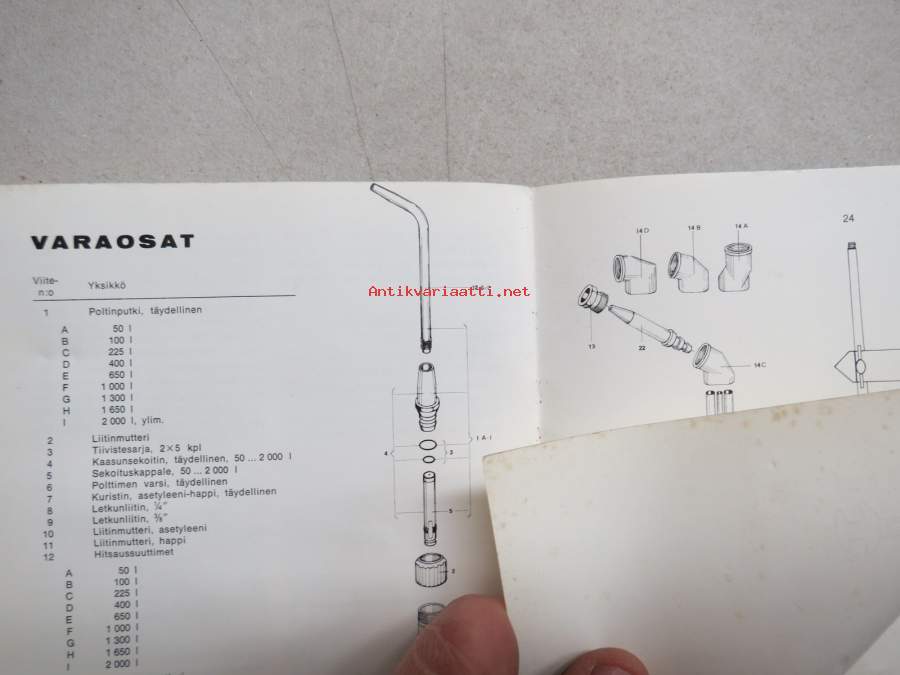 VARAOSAT
Viite-
n:o
Yksikkö
1 Poltinputki, täydellinen
A 50 l
B 100 l
C 225 l
D 400 l
E 650 l
F 1 000 l
G 1 300 l
H 1 650 l
I 2 000 l, ylim.
2 Liitinmutteri
3 Tiivistesarja, 2×5 kpl
4 Kaasunsekoitin, täydellinen, 50 ... 2 000 l
5 Sekoituskappale, 50 ... 2 000 l
6 Polttimen varsi, täydellinen
7 Kuristin, asetyleeni-happi, täydellinen
8 Letkunliitin, ¼"
9 Letkunliitin, ⅜"
10 Liitinmutteri, asetyleeni
11 Liitinmutteri, happi
12 Hitsaussuuttimet
A 50 l
B 100 l
C 225 l
D 400 l
E 650 l
F 1 000 l
G 1 300 l
H 1 650 l
I 2 000 l
Antikvariaatti.net
1 A-I
4
3
5
2
14 D
14 B
14 A
24
13
22
14 C